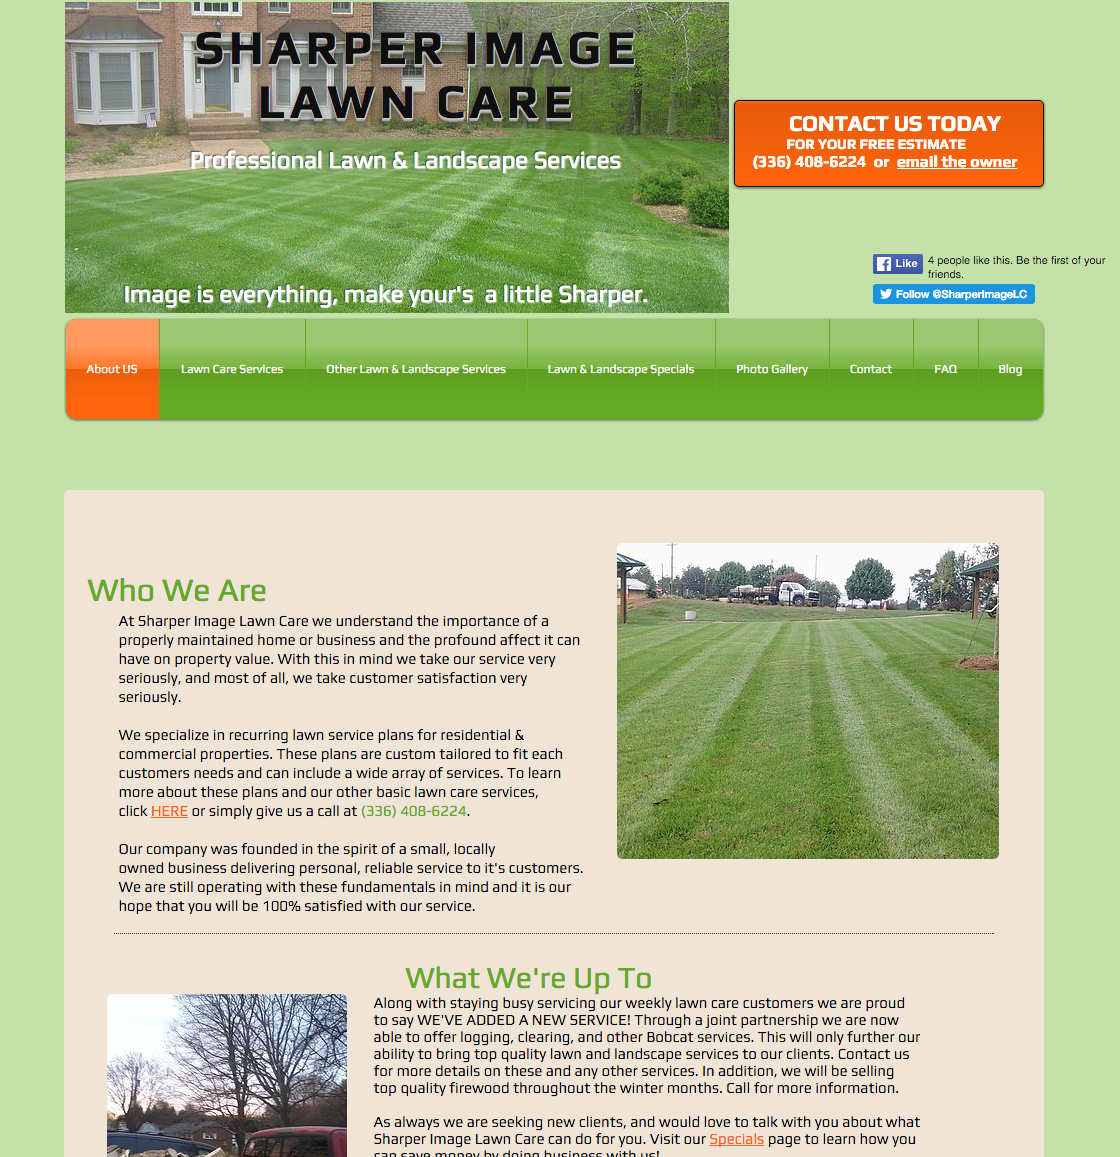 SHARPER IMAGE
LAWN CARE
Professional Lawn & Landscape Services
Image is everything, make your's a little Sharper.
CONTACT US TODAY
FOR YOUR FREE ESTIMATE
(336) 408-6224 or email the owner
Like 4 people like this. Be the first of your
friends.
Follow @SharperImageLC
About US Lawn Care Services Other Lawn & Landscape Services Lawn & Landscape Specials Photo Gallery Contact FAQ Blog
Who We Are
At Sharper Image Lawn Care we understand the importance of a
properly maintained home or business and the profound affect it can
have on property value. With this in mind we take our service very
seriously, and most of all, we take customer satisfaction very
seriously.
We specialize in recurring lawn service plans for residential &
commercial properties. These plans are custom tailored to fit each
customers needs and can include a wide array of services. To learn
more about these plans and our other basic lawn care services,
click HERE or simply give us a call at (336) 408-6224.
Our company was founded in the spirit of a small, locally
owned business delivering personal, reliable service to it's customers.
We are still operating with these fundamentals in mind and it is our
hope that you will be 100% satisfied with our service.
What We're Up To
Along with staying busy servicing our weekly lawn care customers we are proud
to say WE'VE ADDED A NEW SERVICE! Through a joint partnership we are now
able to offer logging, clearing, and other Bobcat services. This will only further our
ability to bring top quality lawn and landscape services to our clients. Contact us
for more details on these and any other services. In addition, we will be selling
top quality firewood throughout the winter months. Call for more information.
As always we are seeking new clients, and would love to talk with you about what
Sharper Image Lawn Care can do for you. Visit our Specials page to learn how you
can save money by doing business with us!